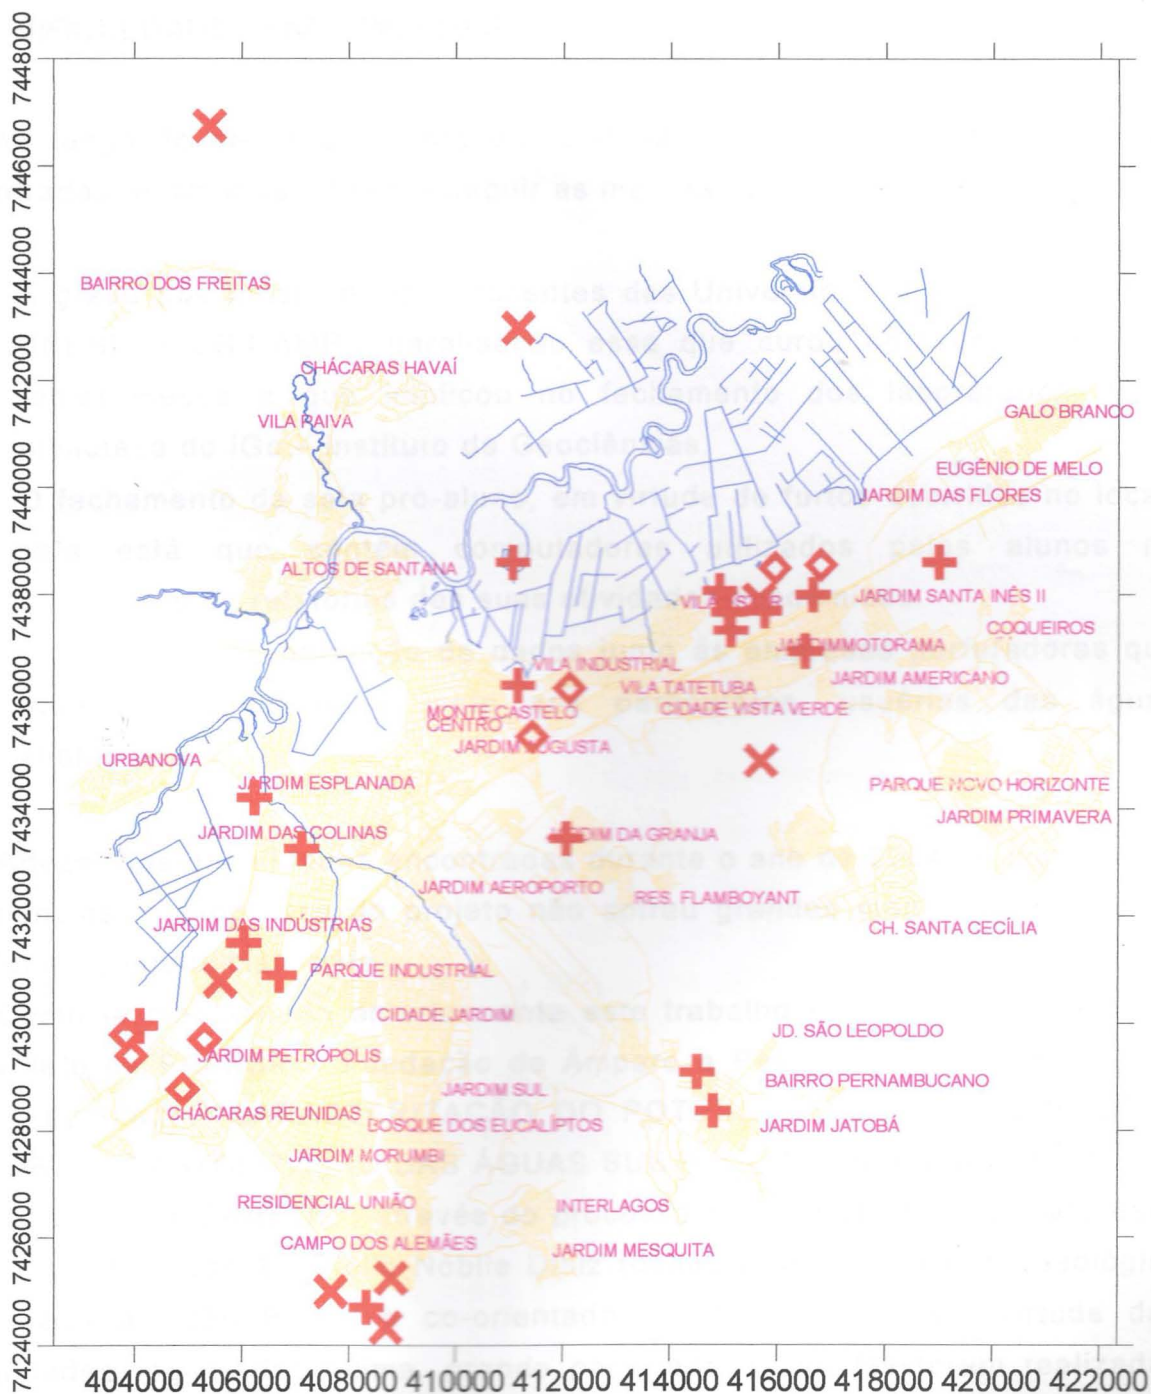 7448000
7446000
7444000
7442000
7440000
7438000
7436000
7434000
7432000
7430000
7428000
7426000
7424000
BAIRRO DOS FREITAS
CHÁCARAS HAVAÍ
VILA PAIVA
GALO BRANCO
EUGÊNIO DE MELO
JARDIM DAS FLORES
ALTOS DE SANTANA
JARDIM SANTA INÊS II
COQUEIROS
JARDIMMOTORAMA
VILA INDUSTRIAL
JARDIM AMERICANO
VILA TATETUBA
CIDADE VISTA VERDE
MONTE CASTELO
CENTRO
JARDIM AUGUSTA
URBANOVA
JARDIM ESPLANADA
PARQUE NOVO HORIZONTE
JARDIM PRIMAVERA
JARDIM DAS COLINAS
JARDIM DA GRANJA
JARDIM AEROPORTO
RES. FLAMBOYANT
JARDIM DAS INDÚSTRIAS
CH. SANTA CECÍLIA
PARQUE INDUSTRIAL
CIDADE JARDIM
JD. SÃO LEOPOLDO
JARDIM PETRÓPOLIS
BAIRRO PERNAMBUCANO
JARDIM SUL
CHÁCARAS REUNIDAS
BOSQUE DOS EUCALÍPTOS
JARDIM JATOBÁ
JARDIM MORUMBI
RESIDENCIAL UNIÃO
INTERLAGOS
CAMPO DOS ALEMÃES
JARDIM MESQUITA
404000 406000 408000 410000 412000 414000 416000 418000 420000 422000